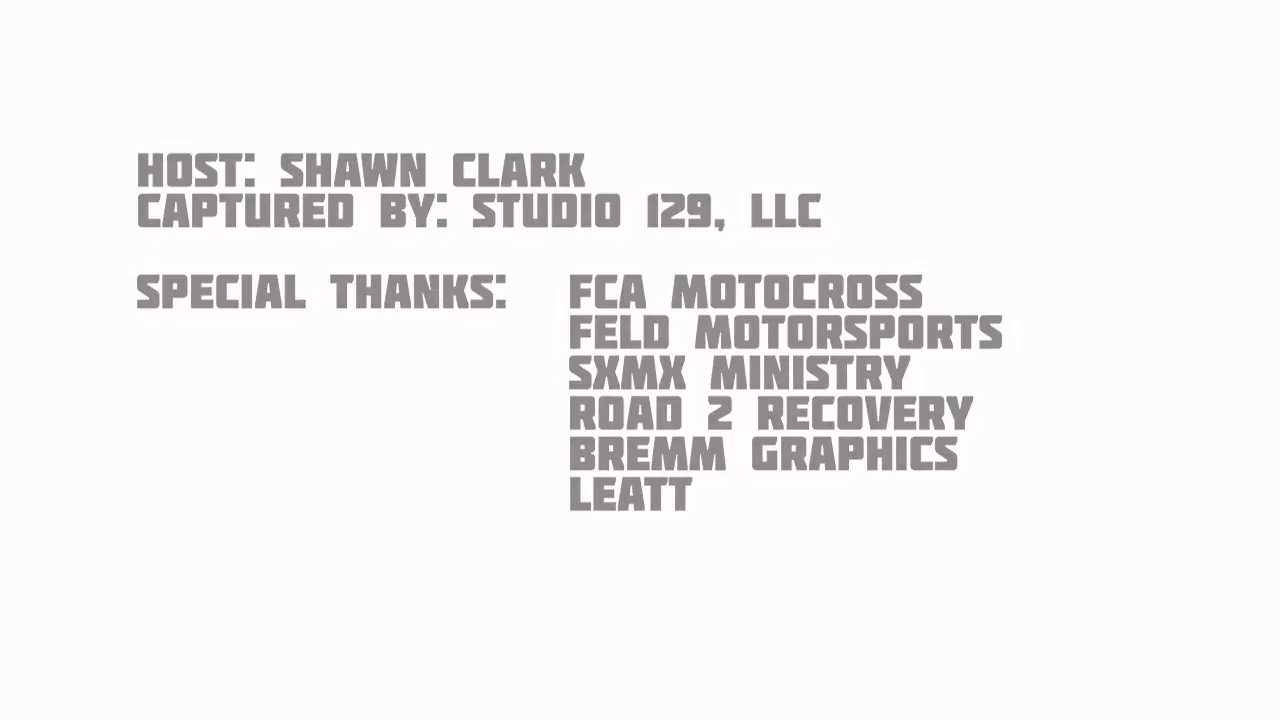 HOST: SHAWN CLARK
CAPTURED BY: STUDIO 129, LLC
SPECIAL THANKS: FCA MOTOCROSS
FELD MOTORSPORTS
SXMX MINISTRY
ROAD 2 RECOVERY
BREMM GRAPHICS
LEATT